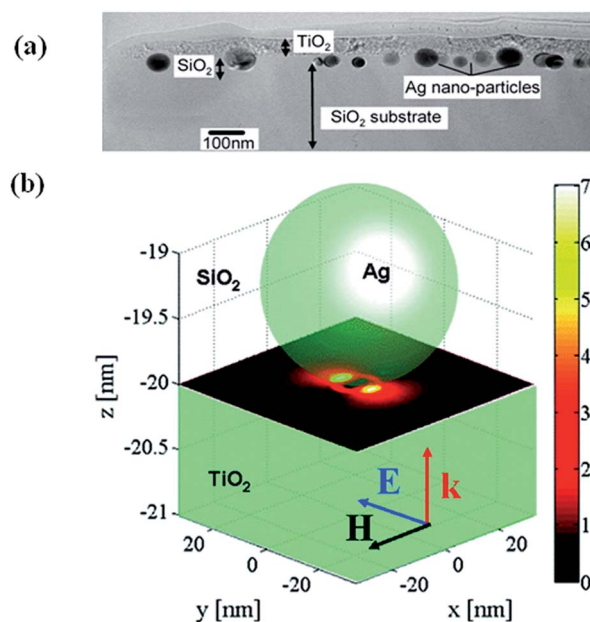 (a)
TiO₂
SiO₂
Ag nano-particles
SiO₂ substrate
100nm
(b)
7
6
5
4
3
2
1
0
-19
-19.5
-20
-20.5
-21
z [nm]
SiO₂
Ag
TiO₂
E
k
H
20
0
-20
y [nm]
-20
0
20
x [nm]